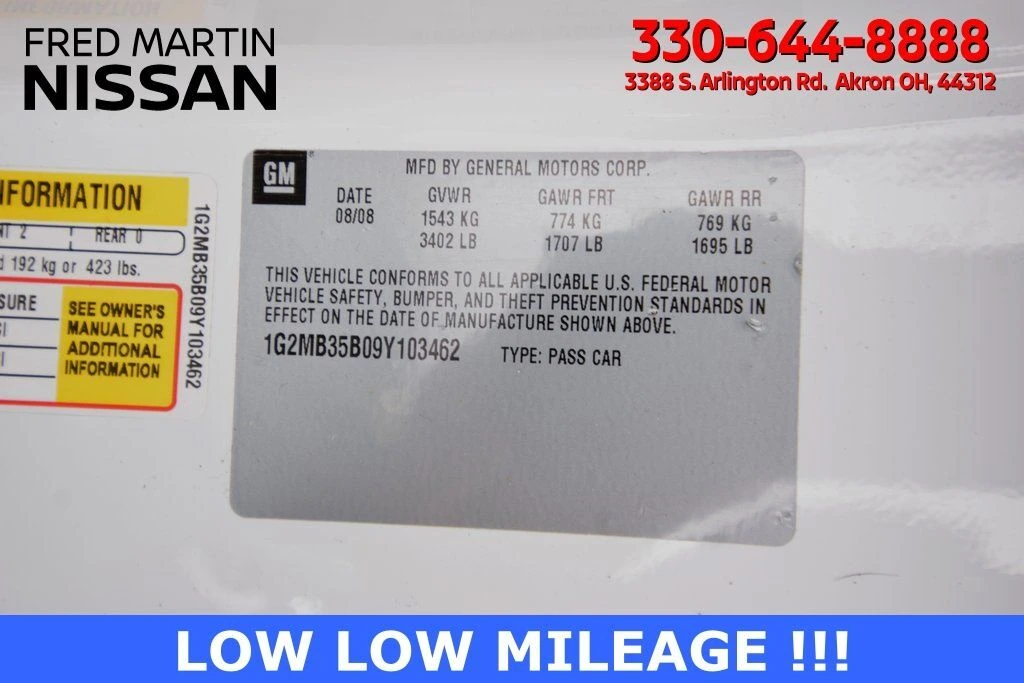 FRED MARTIN
NISSAN
330-644-8888
3388 S. Arlington Rd. Akron OH, 44312
GM
MFD BY GENERAL MOTORS CORP.
DATE GVWR GAWR FRT GAWR RR
08/08 1543 KG 774 KG 769 KG
3402 LB 1707 LB 1695 LB
THIS VEHICLE CONFORMS TO ALL APPLICABLE U.S. FEDERAL MOTOR
VEHICLE SAFETY, BUMPER, AND THEFT PREVENTION STANDARDS IN
EFFECT ON THE DATE OF MANUFACTURE SHOWN ABOVE.
1G2MB35B09Y103462 TYPE: PASS CAR
NFORMATION
2 REAR 0
192 kg or 423 lbs.
SURE
SEE OWNER'S
MANUAL FOR
ADDITIONAL
INFORMATION
1G2MB35B09Y103462
LOW LOW MILEAGE !!!